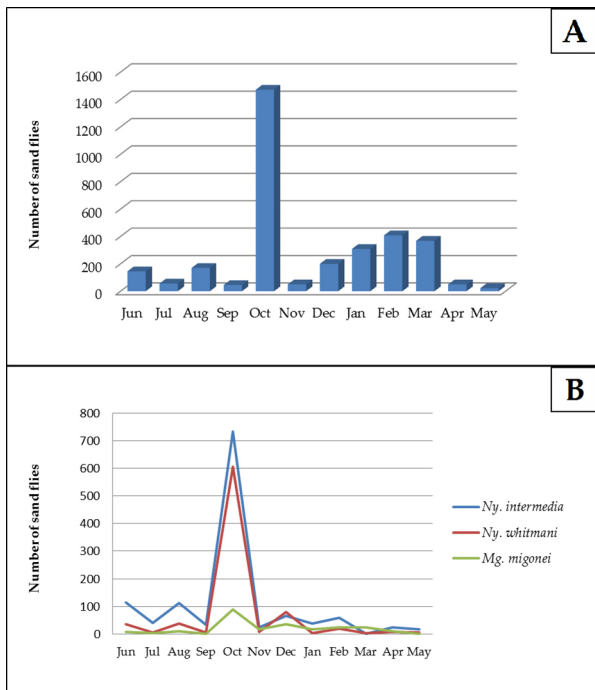 A
Number of sand flies
1600
1400
1200
1000
800
600
400
200
0
Jun Jul Aug Sep Oct Nov Dec Jan Feb Mar Apr May
B
Number of sand flies
800
700
600
500
400
300
200
100
0
Jun Jul Aug Sep Oct Nov Dec Jan Feb Mar Apr May
Ny. intermedia
Ny. whitmani
Mg. migonei